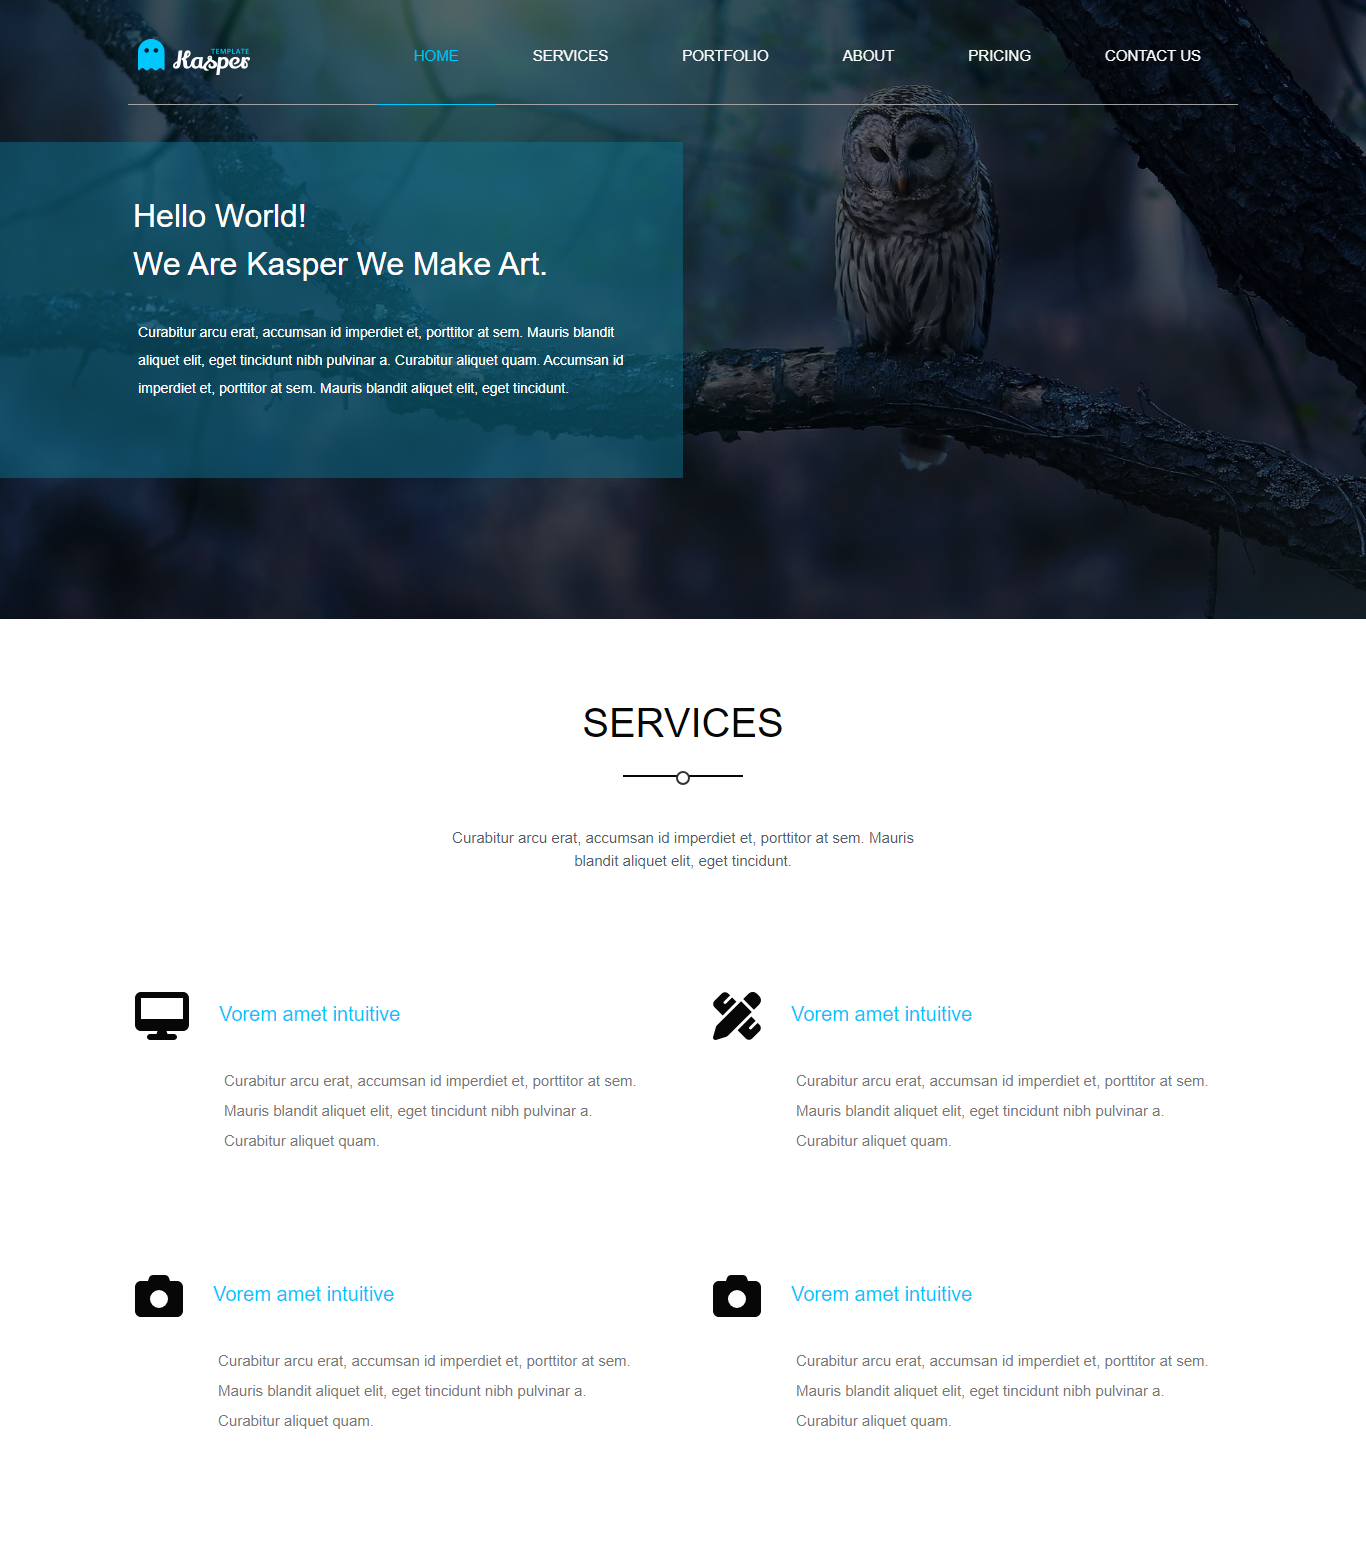 TEMPLATE
Kasper
HOME
SERVICES
PORTFOLIO
ABOUT
PRICING
CONTACT US
Hello World!
We Are Kasper We Make Art.
Curabitur arcu erat, accumsan id imperdiet et, porttitor at sem. Mauris blandit
aliquet elit, eget tincidunt nibh pulvinar a. Curabitur aliquet quam. Accumsan id
imperdiet et, porttitor at sem. Mauris blandit aliquet elit, eget tincidunt.
SERVICES
Curabitur arcu erat, accumsan id imperdiet et, porttitor at sem. Mauris
blandit aliquet elit, eget tincidunt.
Vorem amet intuitive
Curabitur arcu erat, accumsan id imperdiet et, porttitor at sem.
Mauris blandit aliquet elit, eget tincidunt nibh pulvinar a.
Curabitur aliquet quam.
Vorem amet intuitive
Curabitur arcu erat, accumsan id imperdiet et, porttitor at sem.
Mauris blandit aliquet elit, eget tincidunt nibh pulvinar a.
Curabitur aliquet quam.
Vorem amet intuitive
Curabitur arcu erat, accumsan id imperdiet et, porttitor at sem.
Mauris blandit aliquet elit, eget tincidunt nibh pulvinar a.
Curabitur aliquet quam.
Vorem amet intuitive
Curabitur arcu erat, accumsan id imperdiet et, porttitor at sem.
Mauris blandit aliquet elit, eget tincidunt nibh pulvinar a.
Curabitur aliquet quam.